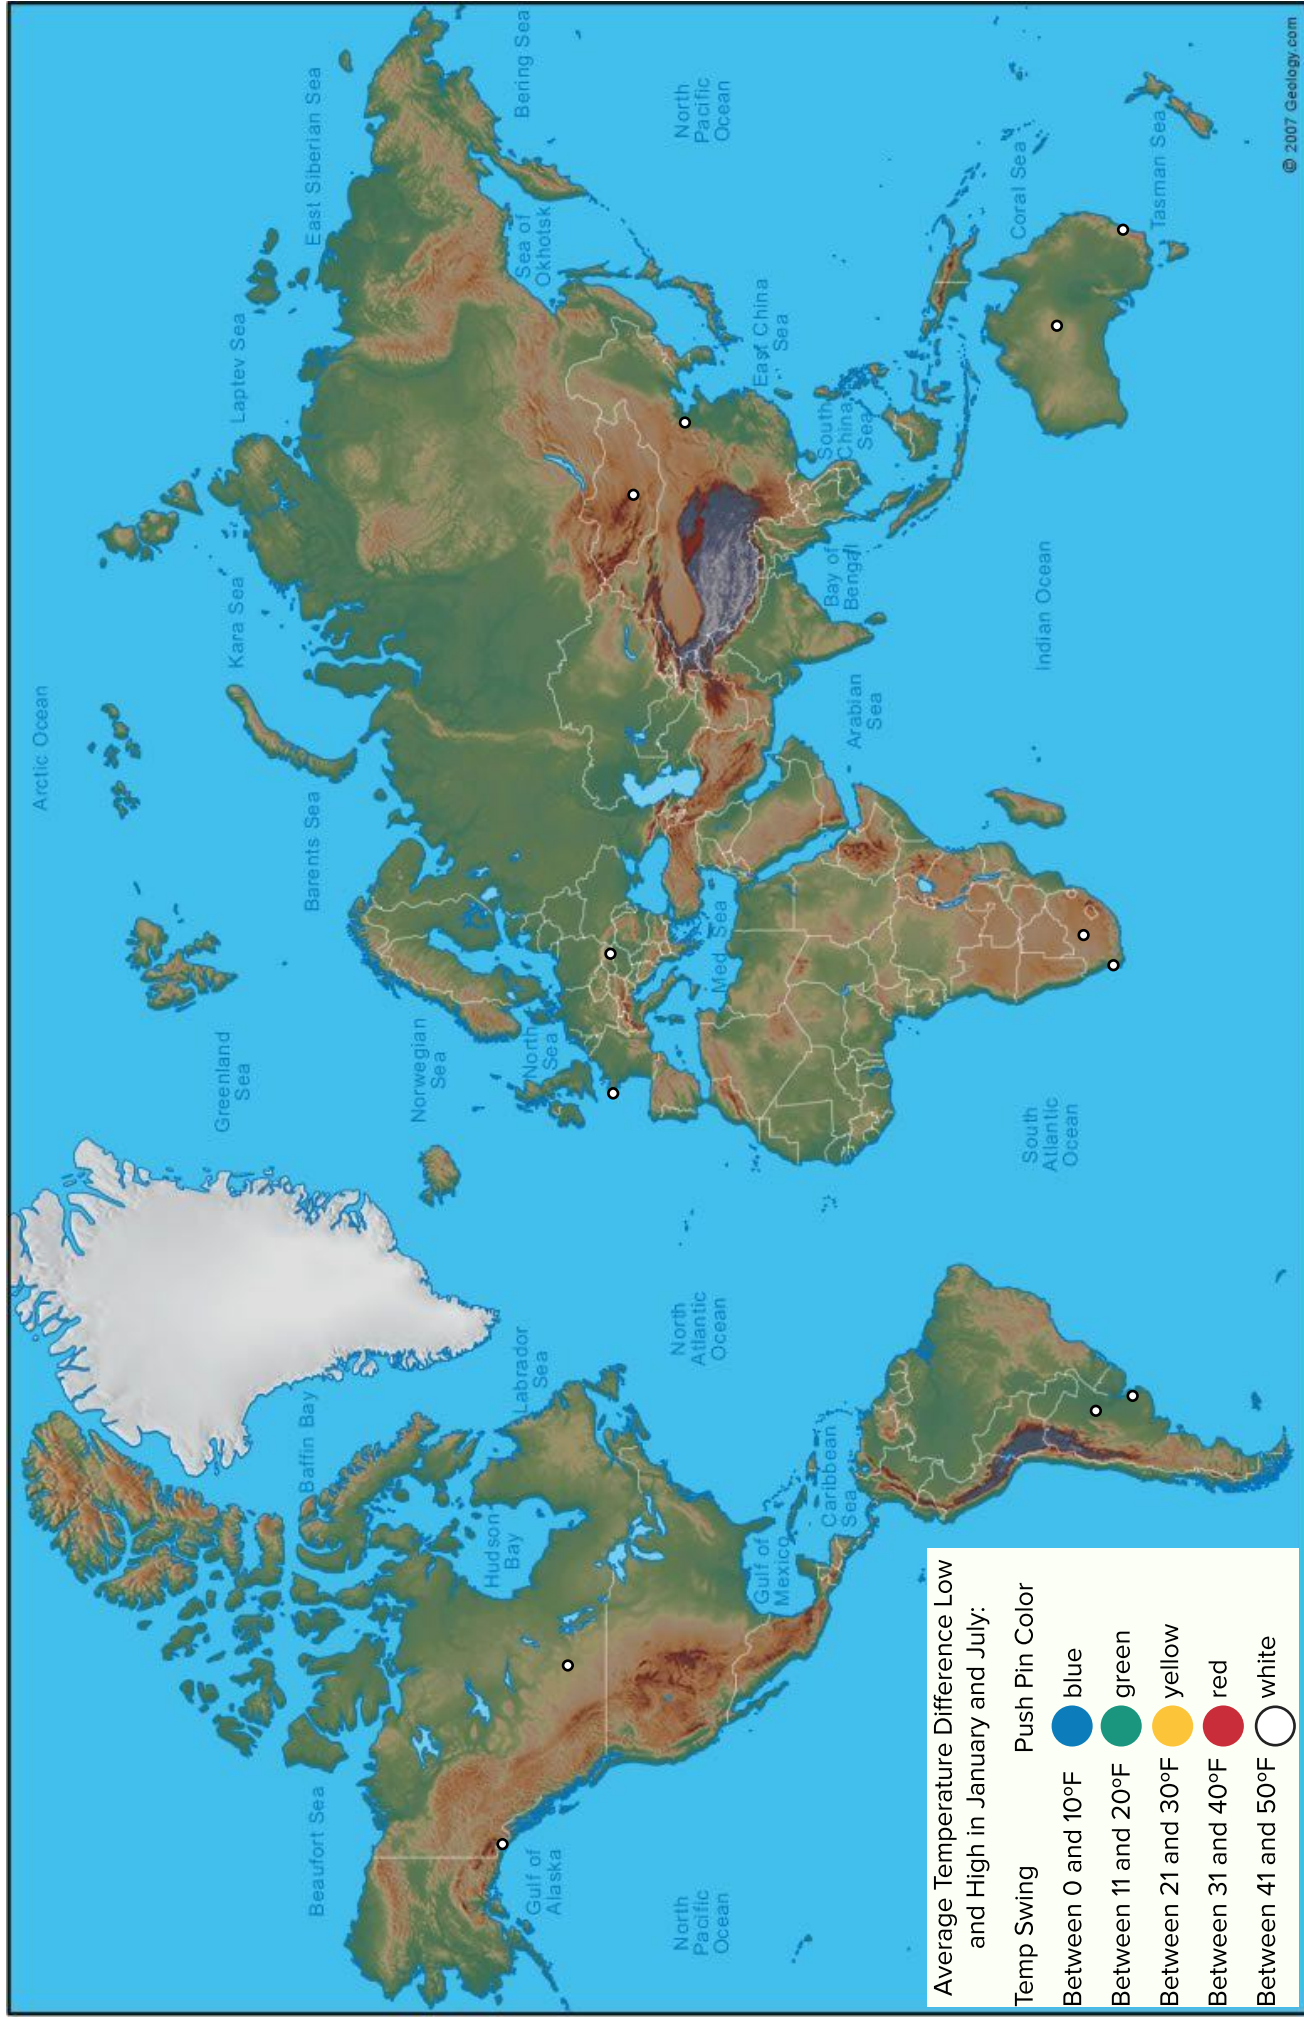 Arctic Ocean
Greenland
Sea
Barents Sea
Kara Sea
Laptev Sea
East Siberian Sea
Beaufort Sea
Baffin Bay
Norwegian
Sea
Gulf of
Alaska
Hudson
Bay
Labrador
Sea
North
Sea
Sea of
Okhotsk
Bering Sea
North
Pacific
Ocean
North
Atlantic
Ocean
Med. Sea
North
Pacific
Ocean
Gulf of
Mexico
Caribbean
Sea
Arabian
Sea
Bay of
Bengal
South
China
Sea
East China
Sea
South
Atlantic
Ocean
Indian Ocean
Coral Sea
Tasman Sea
Average Temperature Difference Low
and High in January and July:
Temp Swing Push Pin Color
Between 0 and 10°F blue
Between 11 and 20°F green
Between 21 and 30°F yellow
Between 31 and 40°F red
Between 41 and 50°F white
© 2007 Geology.com